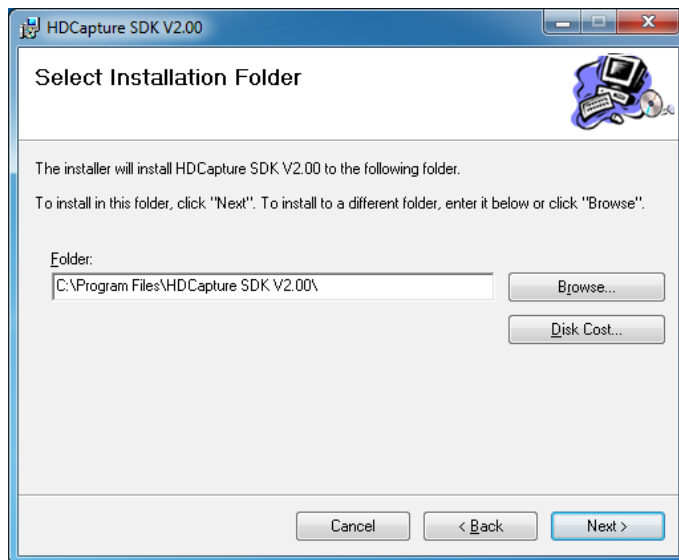 HDCapture SDK V2.00
Select Installation Folder
The installer will install HDCapture SDK V2.00 to the following folder.
To install in this folder, click "Next". To install to a different folder, enter it below or click "Browse".
Folder:
C:\Program Files\HDCapture SDK V2.00\
Browse...
Disk Cost...
Cancel
< Back
Next >